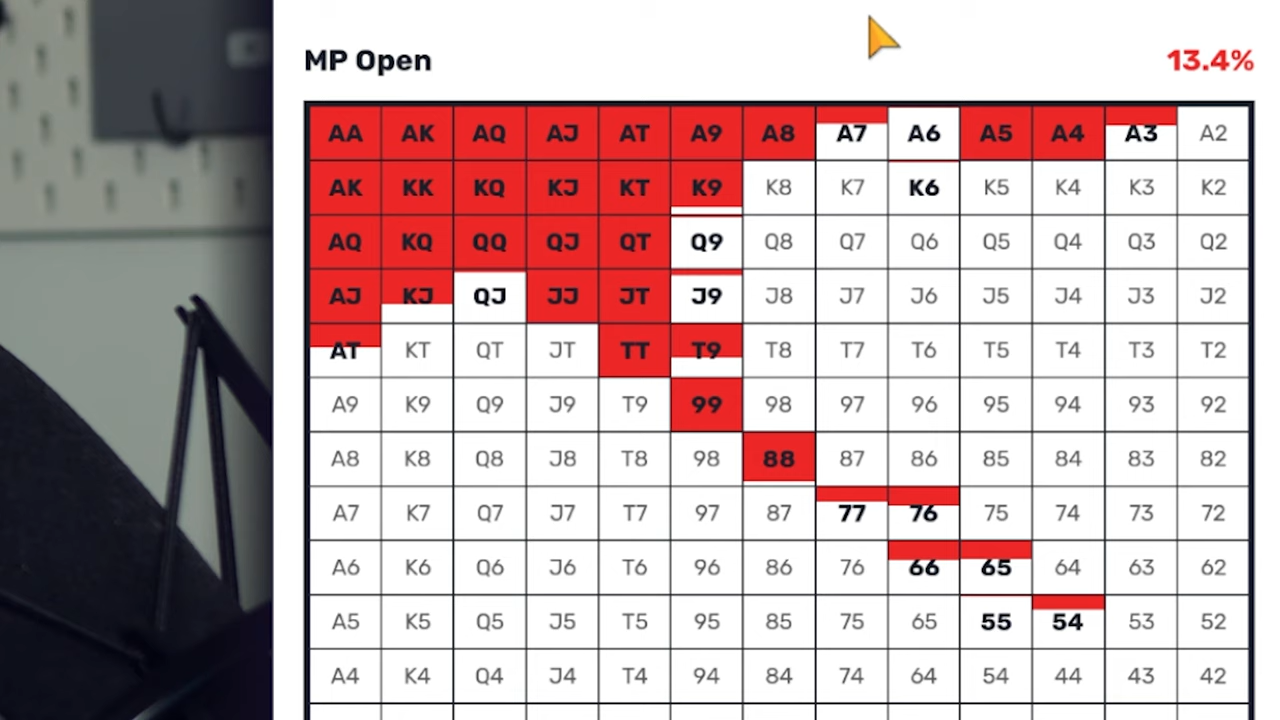 MP Open 13.4%
AA AK AQ AJ AT A9 A8 A7 A6 A5 A4 A3 A2
AK KK KQ KJ KT K9 K8 K7 K6 K5 K4 K3 K2
AQ KQ QQ QJ QT Q9 Q8 Q7 Q6 Q5 Q4 Q3 Q2
AJ KJ QJ JJ JT J9 J8 J7 J6 J5 J4 J3 J2
AT KT QT JT TT T9 T8 T7 T6 T5 T4 T3 T2
A9 K9 Q9 J9 T9 99 98 97 96 95 94 93 92
A8 K8 Q8 J8 T8 98 88 87 86 85 84 83 82
A7 K7 Q7 J7 T7 97 87 77 76 75 74 73 72
A6 K6 Q6 J6 T6 96 86 76 66 65 64 63 62
A5 K5 Q5 J5 T5 95 85 75 65 55 54 53 52
A4 K4 Q4 J4 T4 94 84 74 64 54 44 43 42